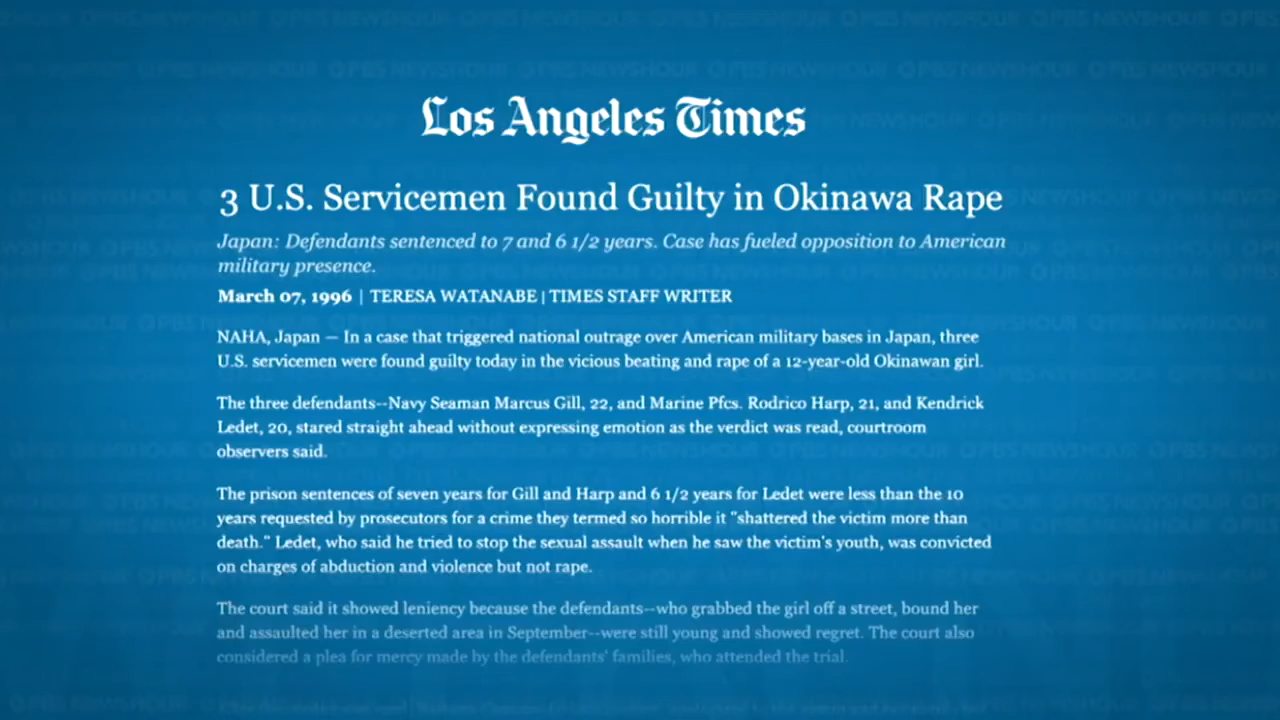 Los Angeles Times
3 U.S. Servicemen Found Guilty in Okinawa Rape
Japan: Defendants sentenced to 7 and 6 1/2 years. Case has fueled opposition to American
military presence.
March 07, 1996 | TERESA WATANABE | TIMES STAFF WRITER
NAHA, Japan — In a case that triggered national outrage over American military bases in Japan, three
U.S. servicemen were found guilty today in the vicious beating and rape of a 12-year-old Okinawan girl.
The three defendants--Navy Seaman Marcus Gill, 22, and Marine Pfcs. Rodrico Harp, 21, and Kendrick
Ledet, 20, stared straight ahead without expressing emotion as the verdict was read, courtroom
observers said.
The prison sentences of seven years for Gill and Harp and 6 1/2 years for Ledet were less than the 10
years requested by prosecutors for a crime they termed so horrible it "shattered the victim more than
death." Ledet, who said he tried to stop the sexual assault when he saw the victim's youth, was convicted
on charges of abduction and violence but not rape.
The court said it showed leniency because the defendants--who grabbed the girl off a street, bound her
and assaulted her in a deserted area in September--were still young and showed regret. The court also
considered a plea for mercy made by the defendants' families, who attended the trial.